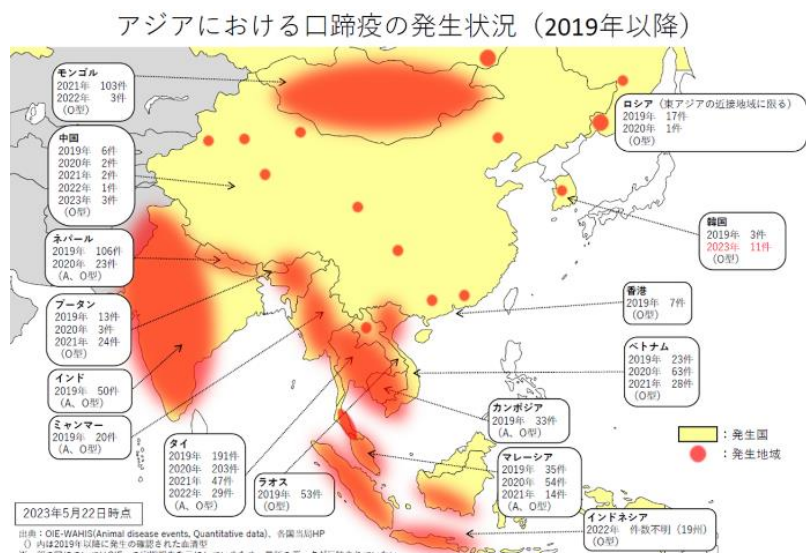 アジアにおける口蹄疫の発生状況（2019年以降）
モンゴル
2021年 103件
2022年 3件
（O型）
中国
2019年 6件
2020年 2件
2021年 2件
2022年 1件
2023年 3件
（O型）
ネパール
2019年 106件
2020年 23件
（A、O型）
ブータン
2019年 13件
2020年 3件
2021年 24件
（O型）
インド
2019年 50件
（A、O型）
ミャンマー
2019年 20件
（A、O型）
タイ
2019年 191件
2020年 203件
2021年 47件
2022年 29件
（A、O型）
ラオス
2019年 53件
（O型）
ロシア（東アジアの近接地域に限る）
2019年 17件
2020年 1件
（O型）
韓国
2019年 3件
2023年 11件
（O型）
香港
2019年 7件
ベトナム
2019年 23件
2020年 63件
2021年 28件
（A、O型）
カンボジア
2019年 33件
（A、O型）
マレーシア
2019年 35件
2020年 54件
2021年 14件
（A、O型）
インドネシア
2022年 件数不明（19州）
（O型）
：発生国
：発生地域
2023年5月22日時点
出典：OIE-WAHIS(Animal disease events, Quantitative data)、各国当局HP
（）内は2019年以降に発生の確認された血清型